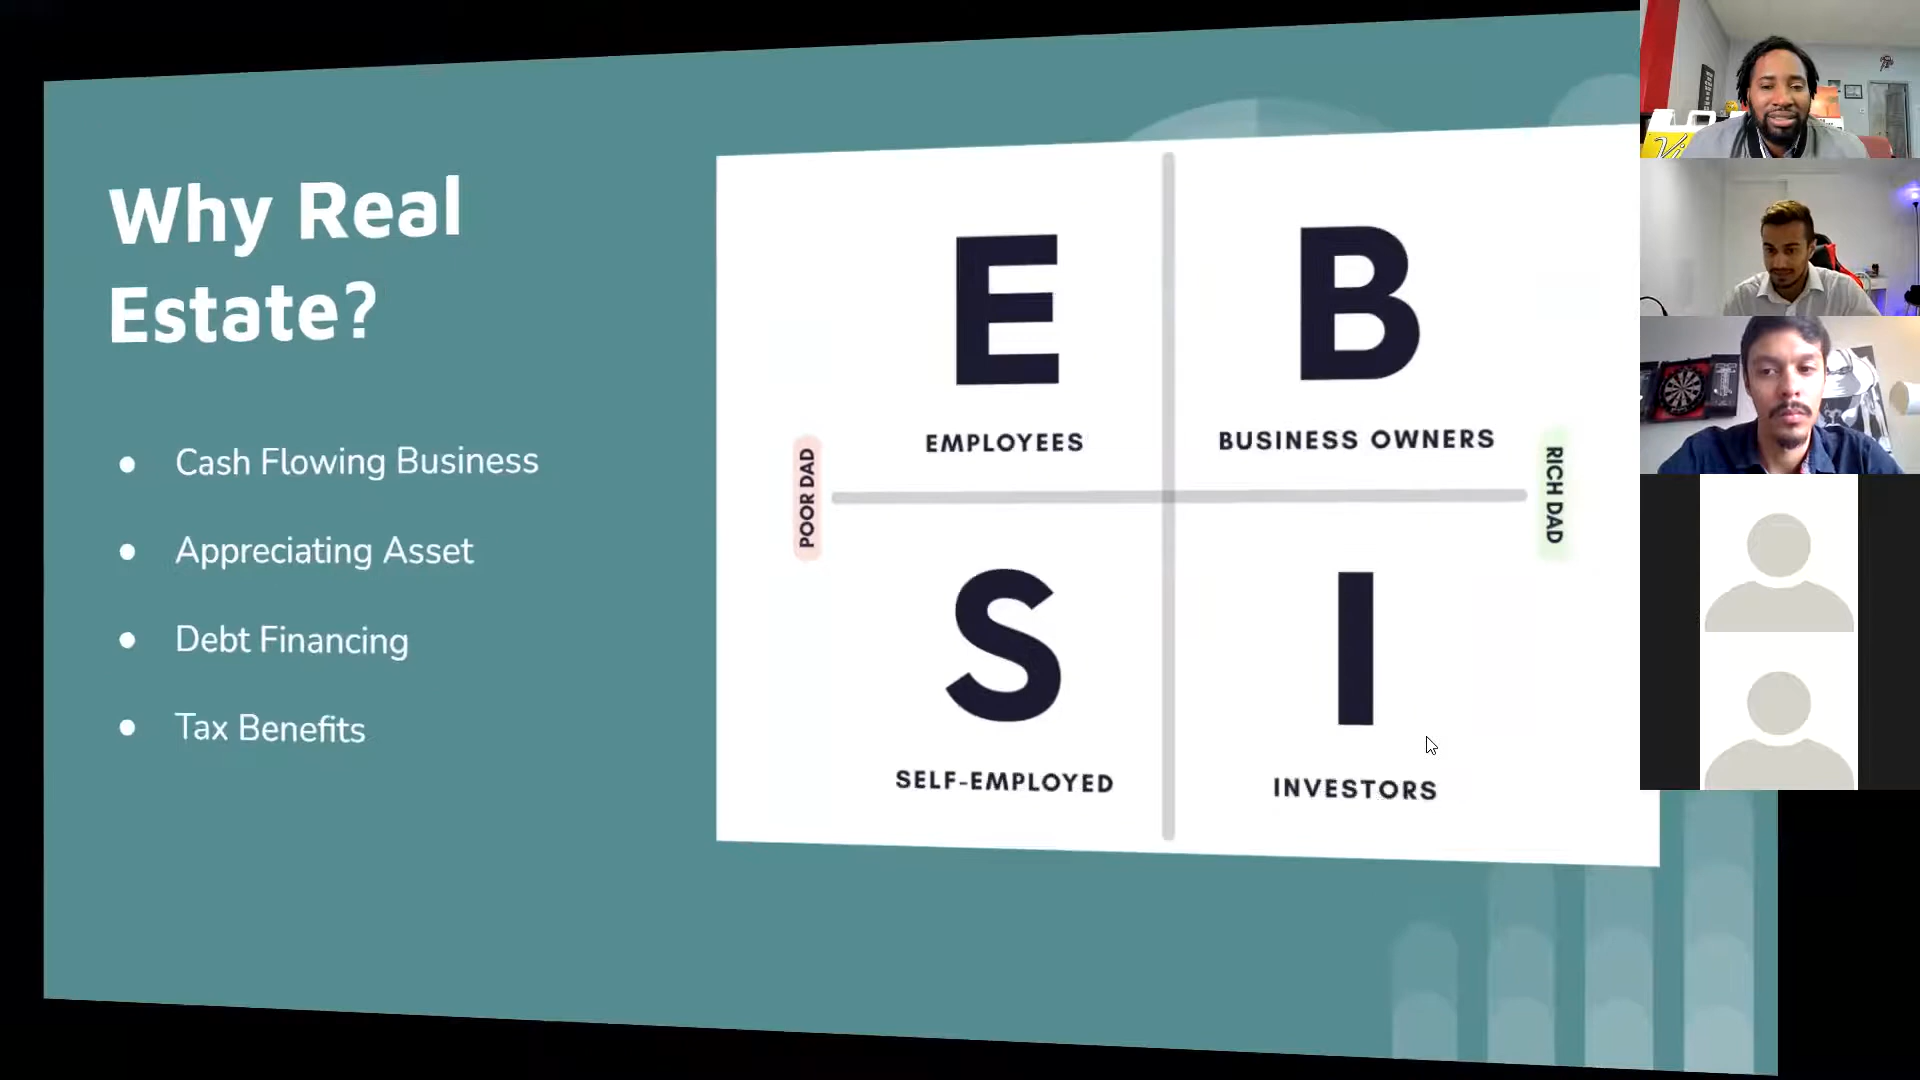 Why Real
Estate?
Cash Flowing Business
Appreciating Asset
Debt Financing
Tax Benefits
E
EMPLOYEES
B
BUSINESS OWNERS
POOR DAD
RICH DAD
S
SELF-EMPLOYED
I
INVESTORS